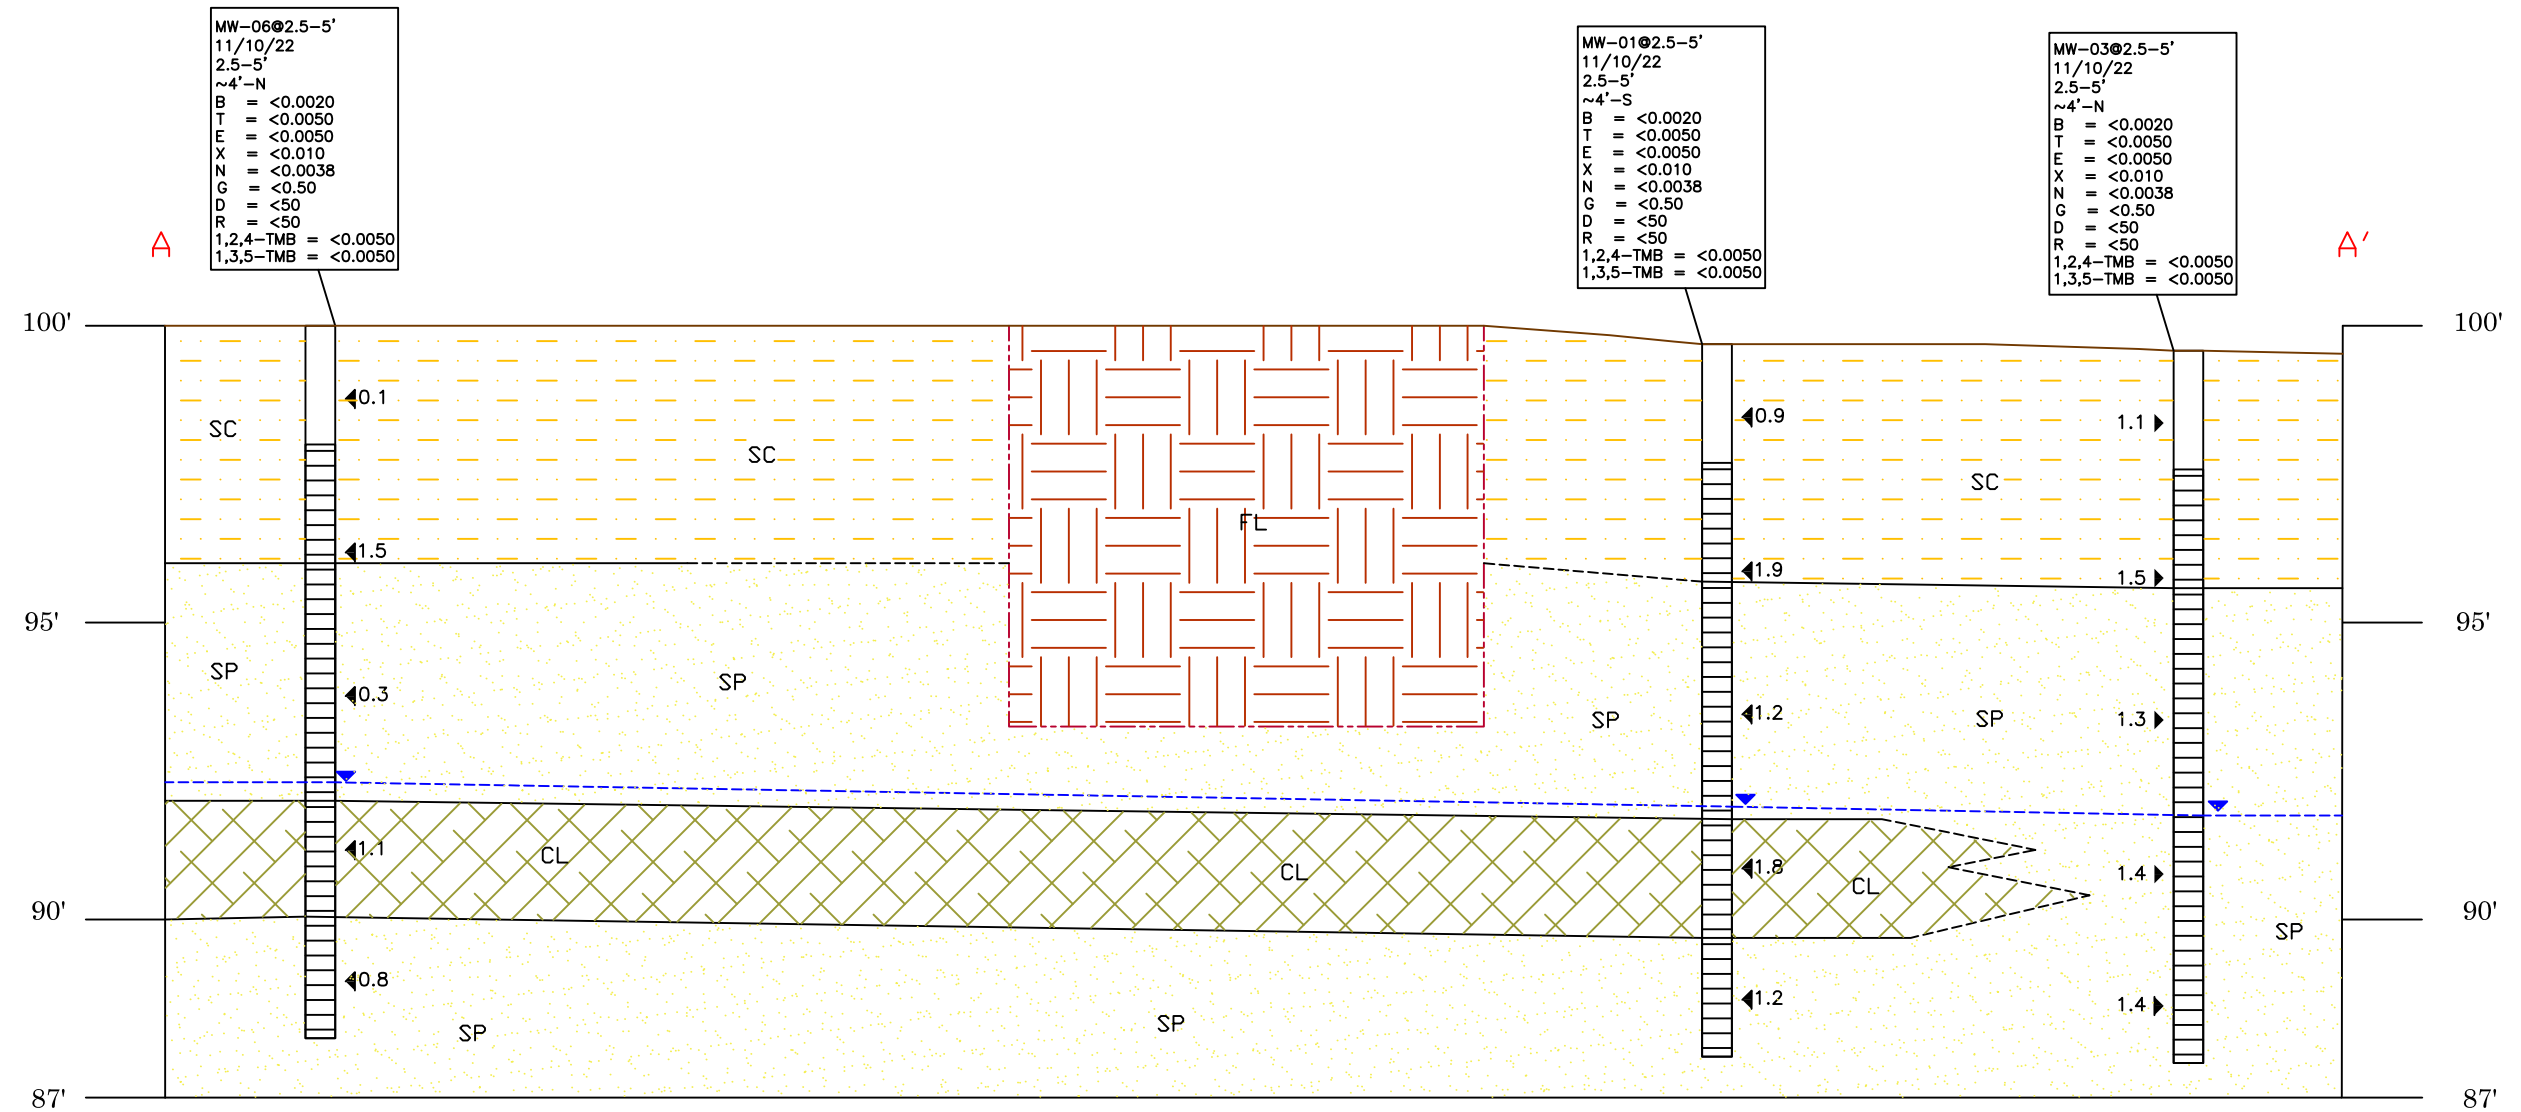 MW-06@2.5-5'
11/10/22
2.5-5'
~4'-N
B = <0.0020
T = <0.0050
E = <0.0050
X = <0.010
N = <0.0038
G = <0.50
D = <50
R = <50
1,2,4-TMB = <0.0050
1,3,5-TMB = <0.0050
MW-01@2.5-5'
11/10/22
2.5-5'
~4'-S
B = <0.0020
T = <0.0050
E = <0.0050
X = <0.010
N = <0.0038
G = <0.50
D = <50
R = <50
1,2,4-TMB = <0.0050
1,3,5-TMB = <0.0050
MW-03@2.5-5'
11/10/22
2.5-5'
~4'-N
B = <0.0020
T = <0.0050
E = <0.0050
X = <0.010
N = <0.0038
G = <0.50
D = <50
R = <50
1,2,4-TMB = <0.0050
1,3,5-TMB = <0.0050
A
A'
100'
100'
0.1
0.9
1.1
SC
SC
SC
FL
1.5
1.9
1.5
95'
95'
SP
SP
0.3
1.2
SP
SP
1.3
1.1
CL
CL
1.8
CL
1.4
90'
90'
SP
0.8
1.2
1.4
SP
SP
87'
87'